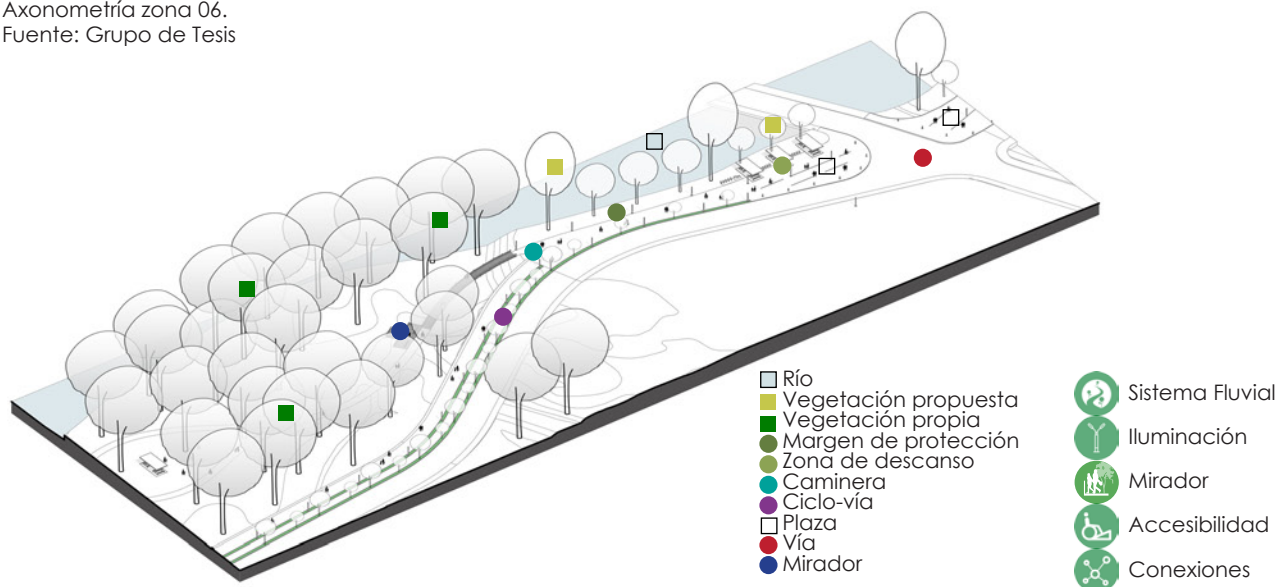 Axonometría zona 06.
Fuente: Grupo de Tesis
Río
Vegetación propuesta
Vegetación propia
Margen de protección
Zona de descanso
Caminera
Ciclo-vía
Plaza
Vía
Mirador
Sistema Fluvial
Iluminación
Mirador
Accesibilidad
Conexiones